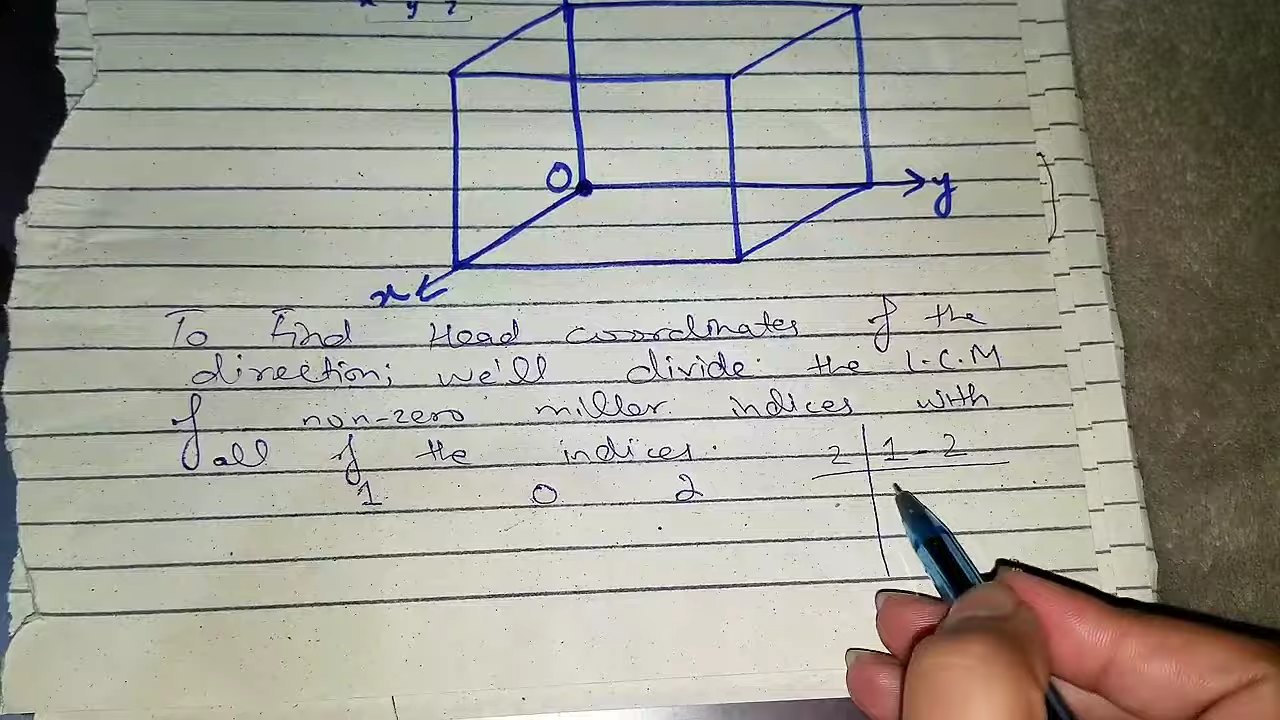 x y z
O
y
x
To Find Head coordinates of the
direction; we'll divide the L.C.M
of non-zero miller indices with
all of the indices.
2 | 1 - 2
1 0 2